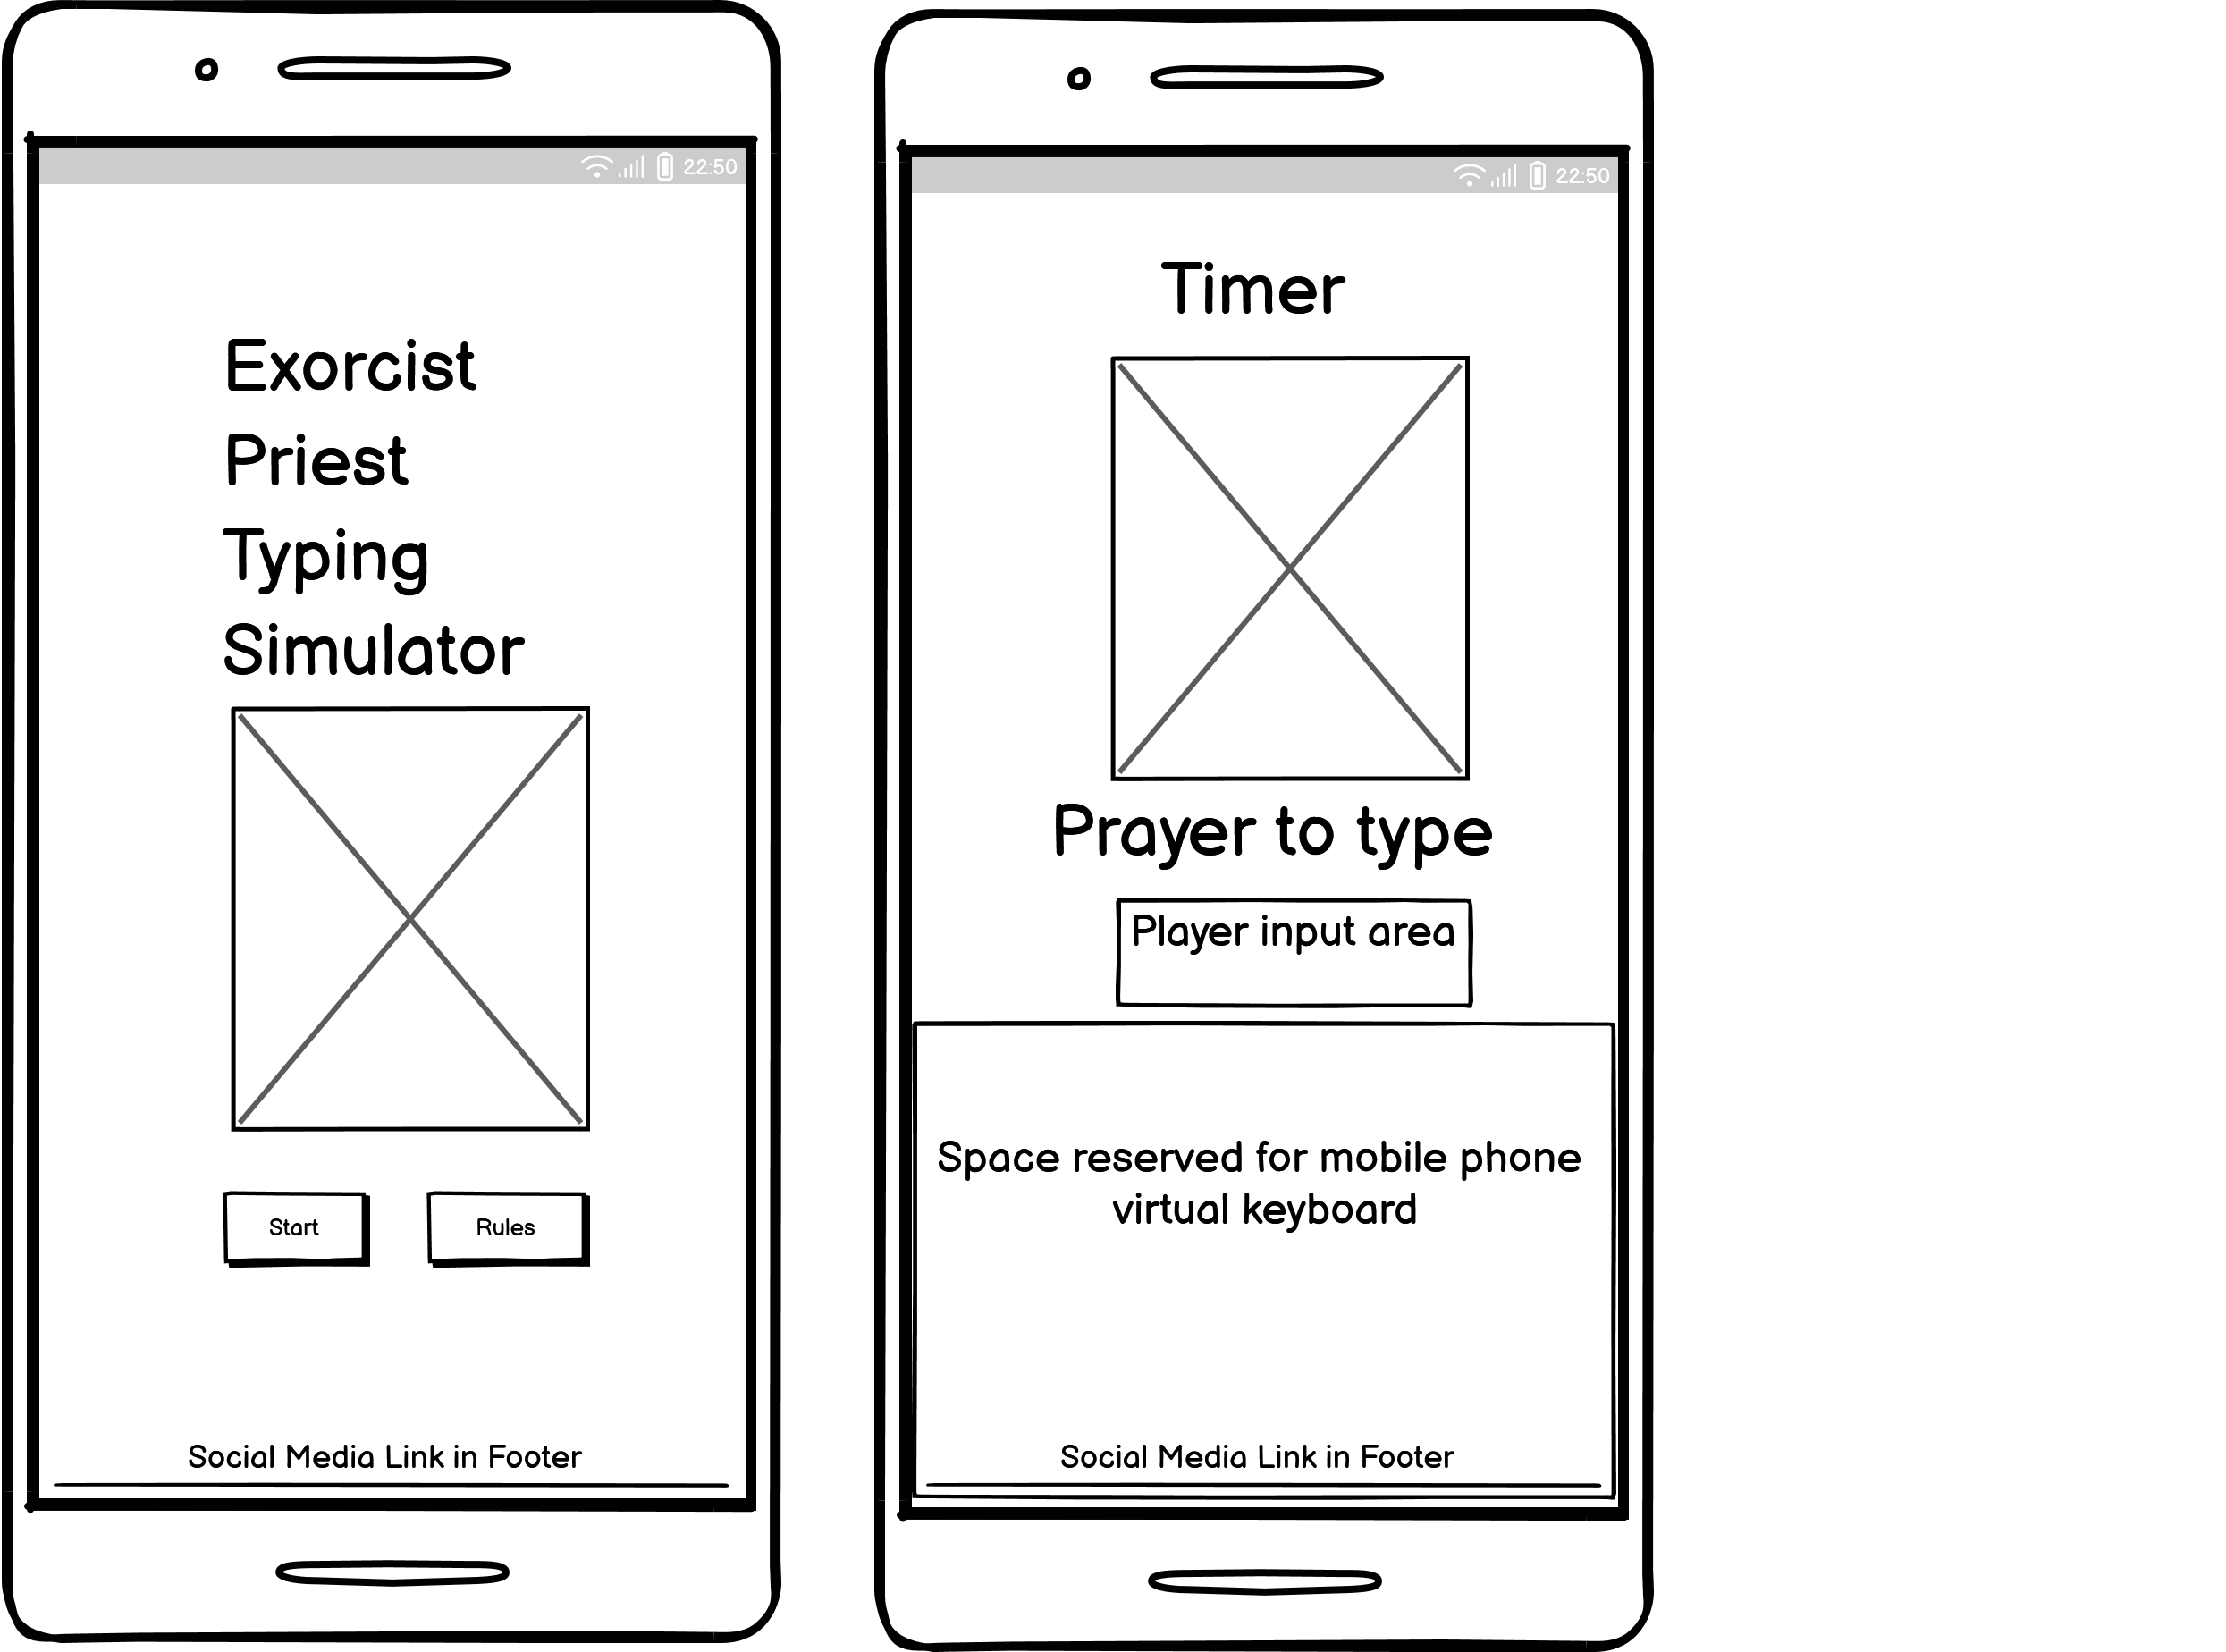 22:50
Exorcist
Priest
Typing
Simulator
Start
Rules
Social Media Link in Footer
22:50
Timer
Prayer to type
Player input area
Space reserved for mobile phone
virtual keyboard
Social Media Link in Footer